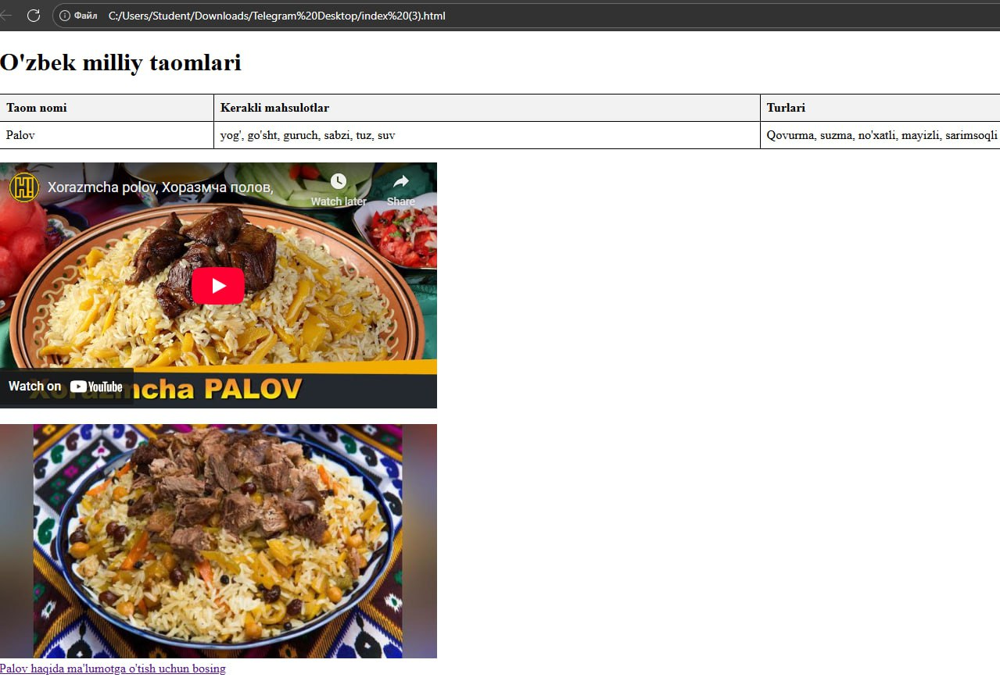 Файл C:/Users/Student/Downloads/Telegram%20Desktop/index%20(3).html
O'zbek milliy taomlari
Taom nomi Kerakli mahsulotlar Turlari
Palov yog', go'sht, guruch, sabzi, tuz, suv Qovurma, suzma, no'xatli, mayizli, sarimsoqli
Xorazmcha polov, Хоразмча полов,
Watch later Share
Watch on YouTube
Xorazmcha PALOV
Palov haqida ma'lumotga o'tish uchun bosing